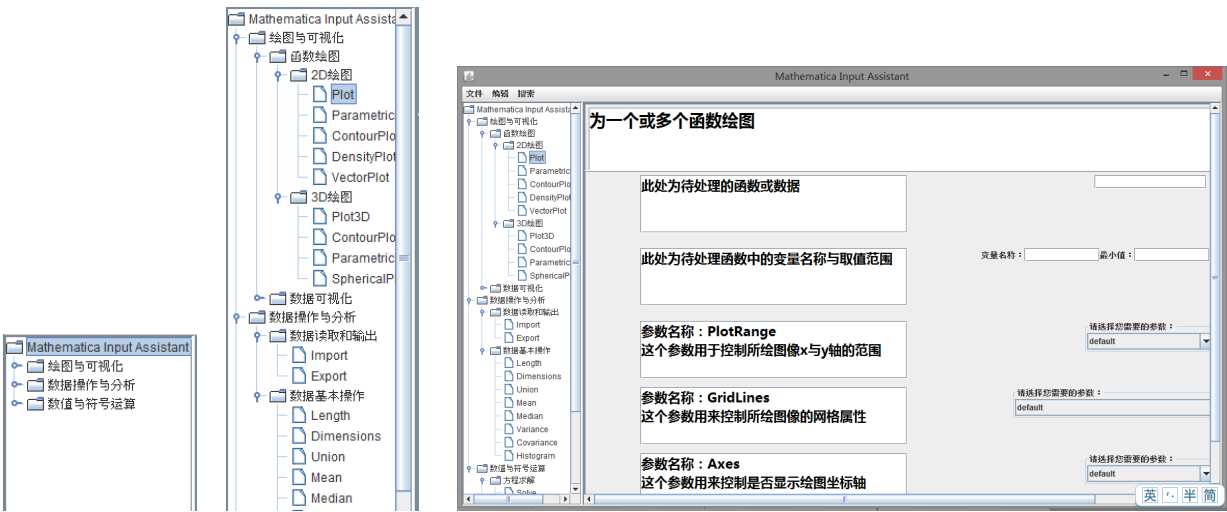 Mathematica Input Assistant
绘图与可视化
数据操作与分析
数值与符号运算
Mathematica Input Assista
绘图与可视化
函数绘图
2D绘图
Plot
Parametric
ContourPlo
DensityPlot
VectorPlot
3D绘图
Plot3D
ContourPlo
Parametric
SphericalPl
数据可视化
数据操作与分析
数据读取和输出
Import
Export
数据基本操作
Length
Dimensions
Union
Mean
Median
Mathematica Input Assistant
文件 编辑 搜索
Mathematica Input Assista
绘图与可视化
函数绘图
2D绘图
Plot
Parametric
ContourPlo
DensityPlot
VectorPlot
3D绘图
Plot3D
ContourPlo
Parametric
SphericalP
数据可视化
数据操作与分析
数据读取和输出
Import
Export
数据基本操作
Length
Dimensions
Union
Mean
Median
Variance
Covariance
Histogram
数值与符号运算
方程求解
Solve
为一个或多个函数绘图
此处为待处理的函数或数据
此处为待处理函数中的变量名称与取值范围
变量名称： 最小值：
参数名称：PlotRange
这个参数用于控制所绘图像x与y轴的范围
请选择您需要的参数：
default
参数名称：GridLines
这个参数用来控制所绘图像的网格属性
请选择您需要的参数：
default
参数名称：Axes
这个参数用来控制是否显示绘图坐标轴
请选择您需要的参数：
default
英 半 简